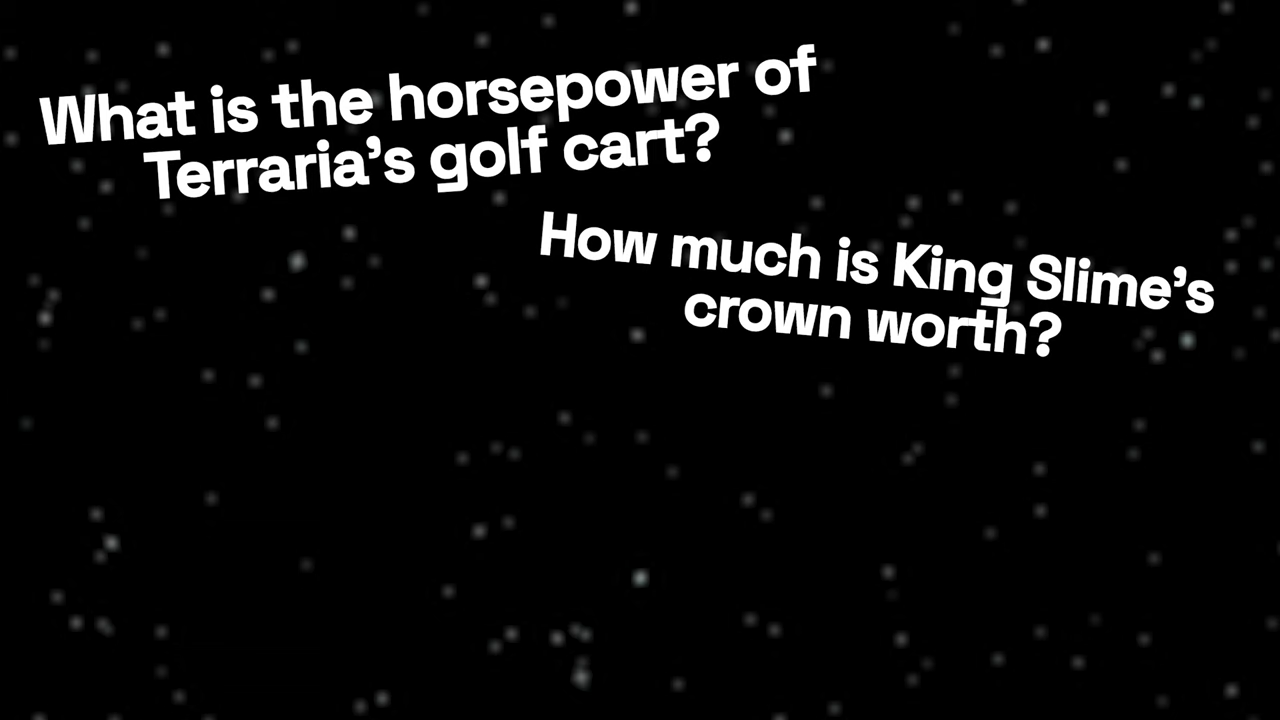 What is the horsepower of
Terraria’s golf cart?
How much is King Slime’s
crown worth?